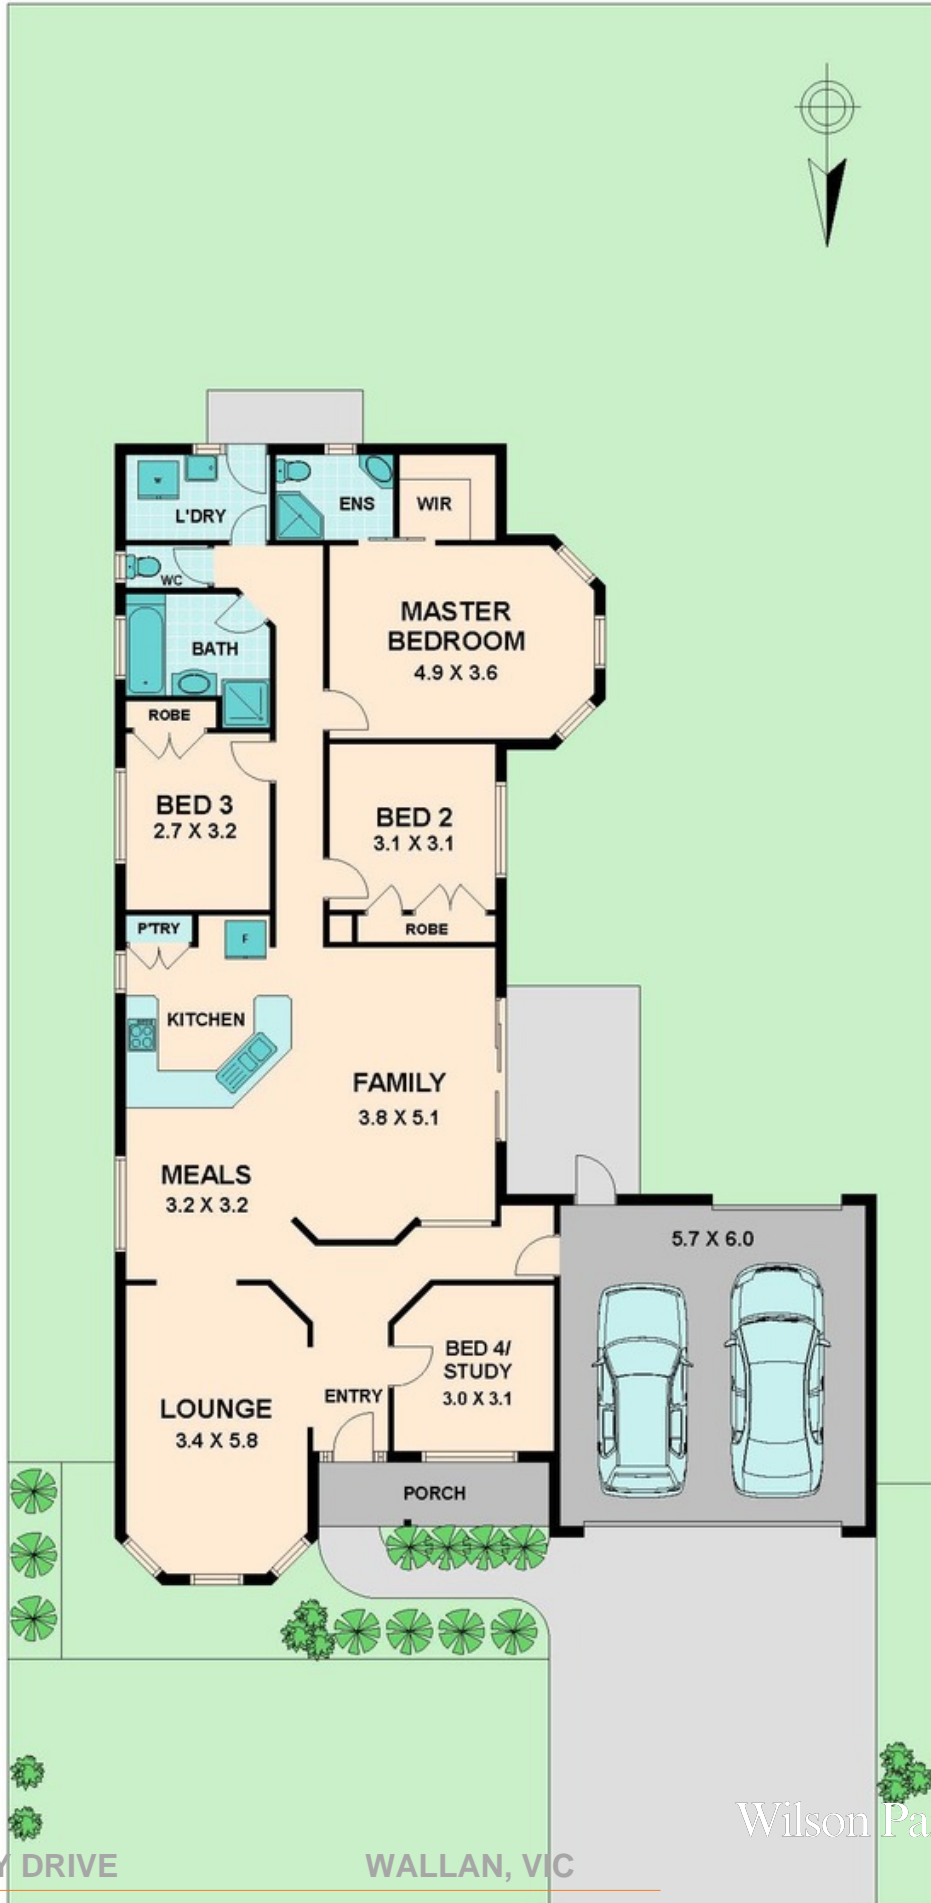 L'DRY
W
ENS
WIR
WC
MASTER
BEDROOM
4.9 X 3.6
BATH
ROBE
BED 3
2.7 X 3.2
BED 2
3.1 X 3.1
ROBE
P'TRY
F
KITCHEN
FAMILY
3.8 X 5.1
MEALS
3.2 X 3.2
5.7 X 6.0
BED 4/
STUDY
3.0 X 3.1
ENTRY
LOUNGE
3.4 X 5.8
PORCH
Wilson Pa
Y DRIVE WALLAN, VIC